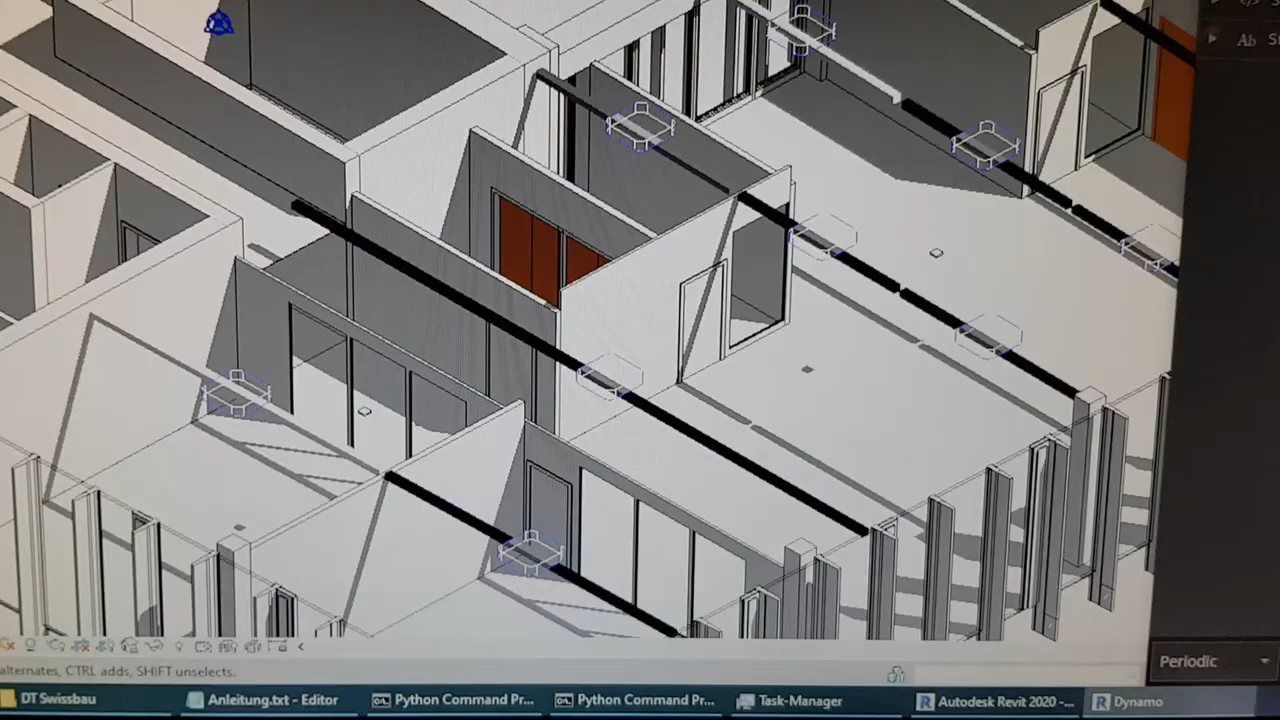 Ab
Periodic
alternates, CTRL adds, SHIFT unselects.
DT Swissbau
Anleitung.txt - Editor
Python Command Pr...
Python Command Pr...
Task-Manager
Autodesk Revit 2020 -...
Dynamo